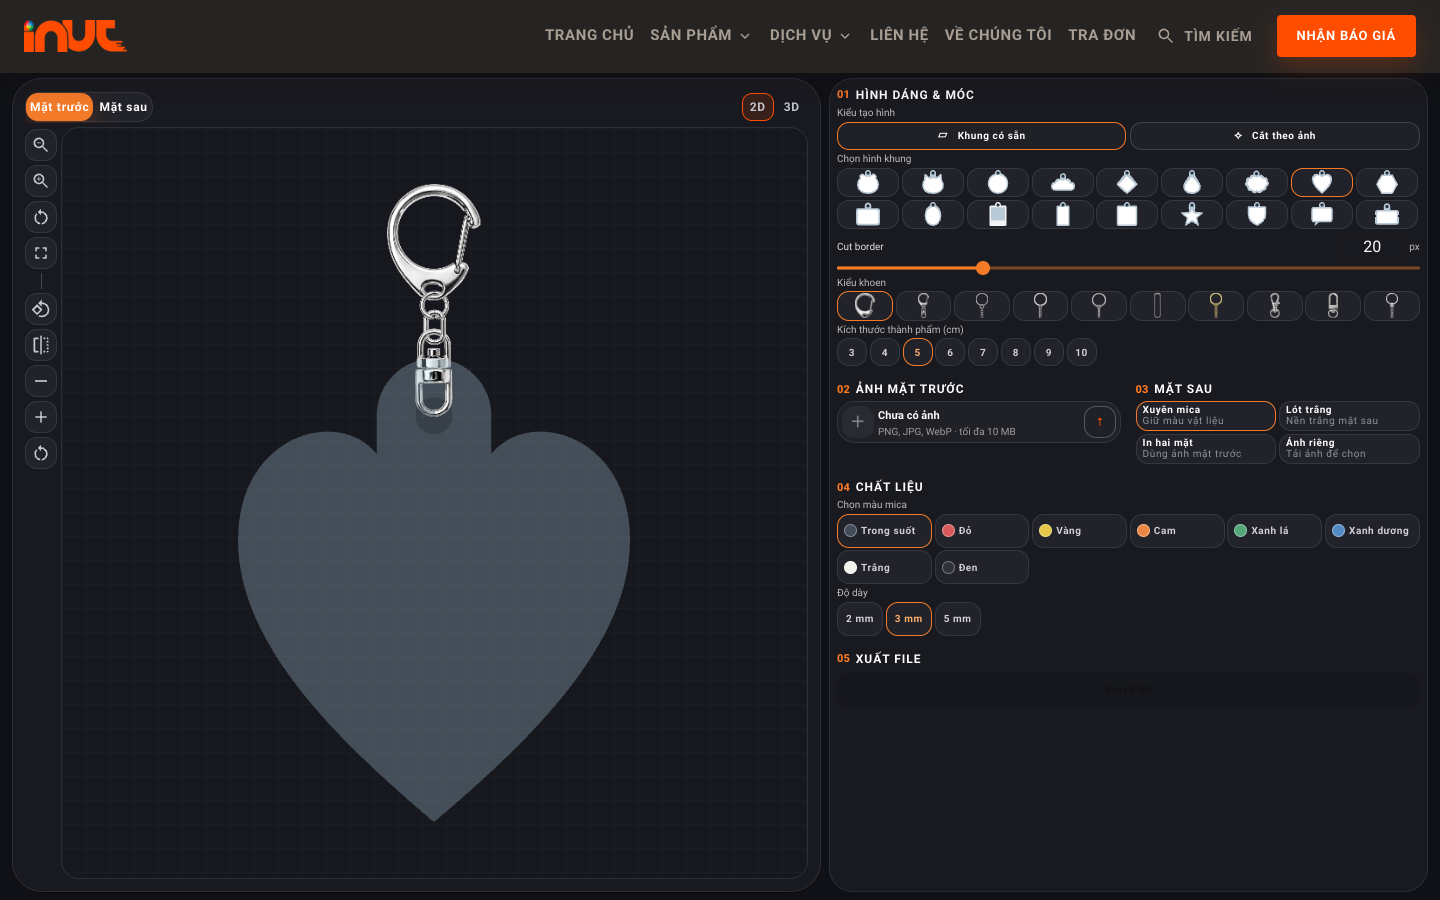 inut
TRANG CHỦ SẢN PHẨM DỊCH VỤ LIÊN HỆ VỀ CHÚNG TÔI TRA ĐƠN TÌM KIẾM NHẬN BÁO GIÁ
Mặt trước Mặt sau
2D 3D
01 HÌNH DÁNG & MÓC
Kiểu tạo hình
Khung có sẵn
Cắt theo ảnh
Chọn hình khung
Cut border 20 px
Kiểu khoen
Kích thước thành phẩm (cm)
3 4 5 6 7 8 9 10
02 ẢNH MẶT TRƯỚC
Chưa có ảnh
PNG, JPG, WebP · tối đa 10 MB
03 MẶT SAU
Xuyên mica
Giữ màu vật liệu
Lót trắng
Nền trắng mặt sau
In hai mặt
Dùng ảnh mặt trước
Ảnh riêng
Tải ảnh để chọn
04 CHẤT LIỆU
Chọn màu mica
Trong suốt Đỏ Vàng Cam Xanh lá Xanh dương
Trắng Đen
Độ dày
2 mm 3 mm 5 mm
05 XUẤT FILE